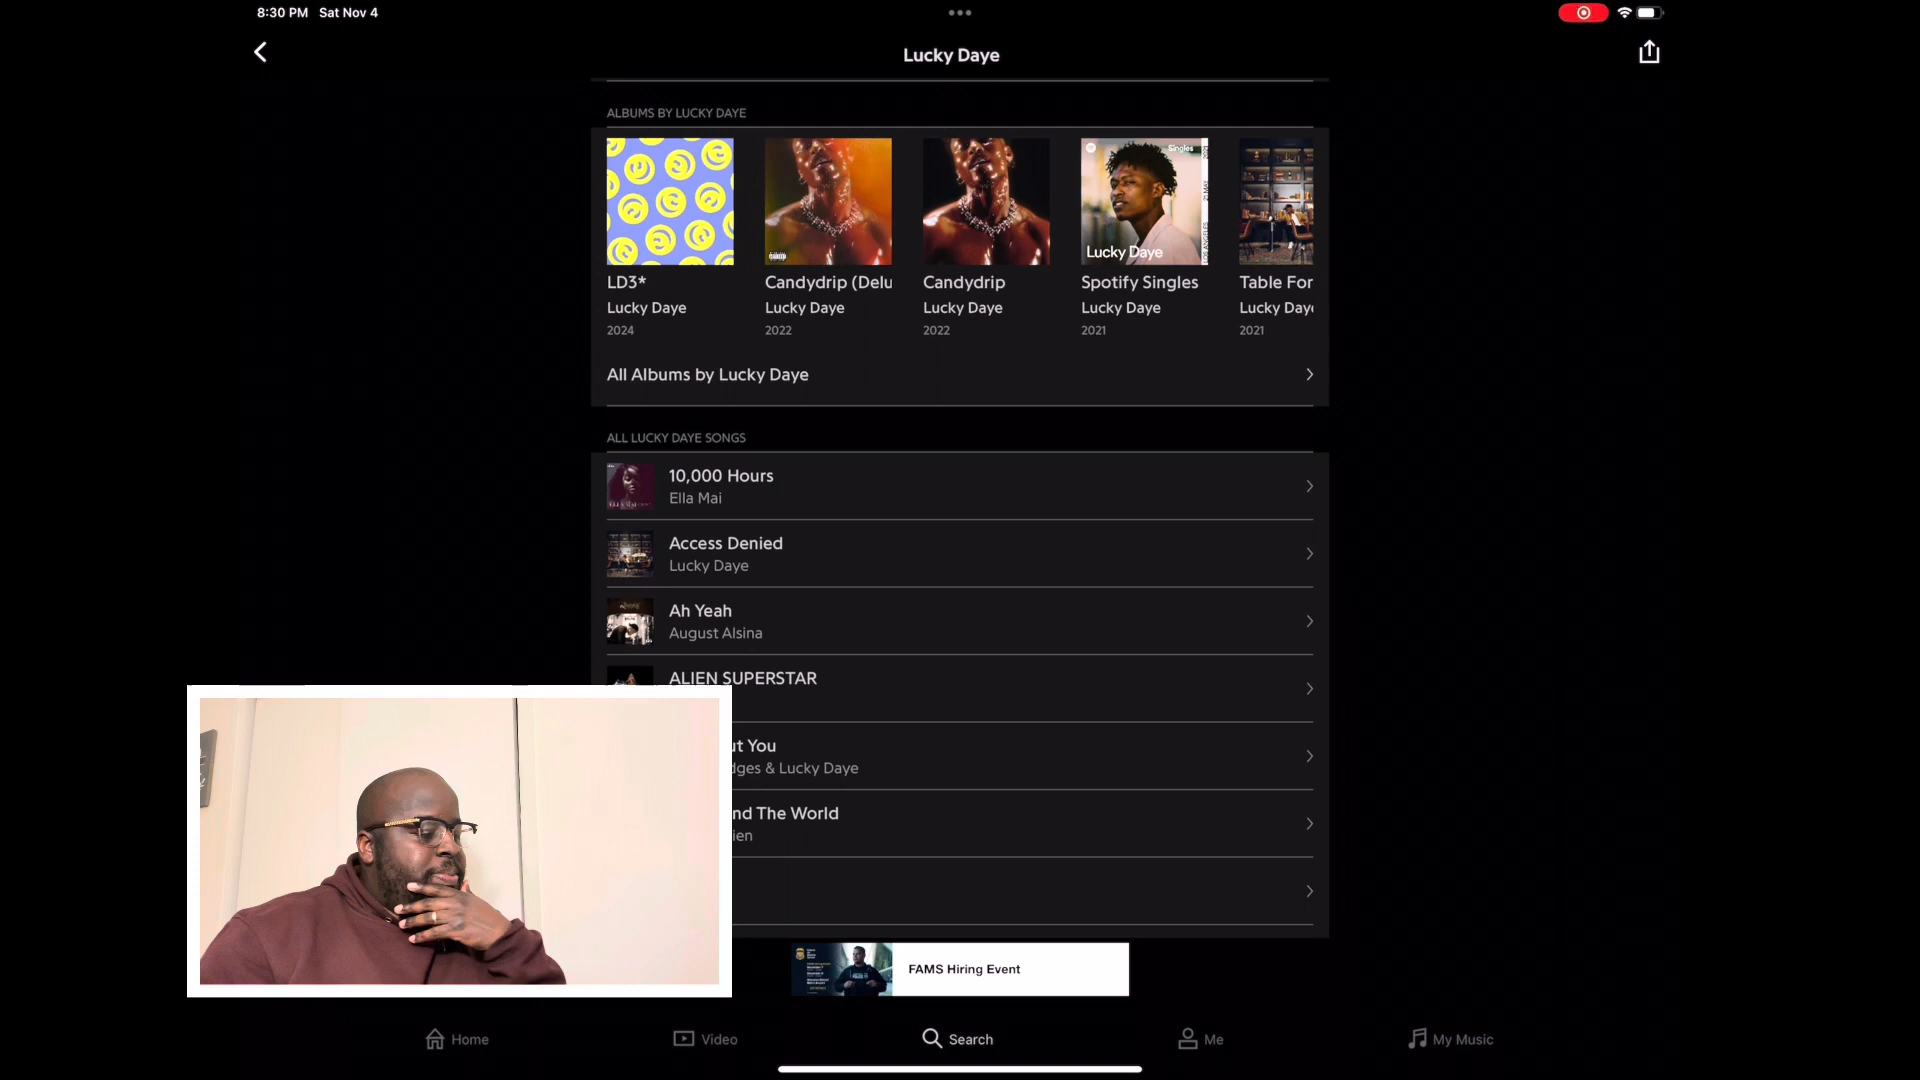 8:30 PM Sat Nov 4
Lucky Daye
ALBUMS BY LUCKY DAYE
Singles
Lucky Daye
LD3*
Lucky Daye
2024
Candydrip (Delu
Lucky Daye
2022
Candydrip
Lucky Daye
2022
Spotify Singles
Lucky Daye
2021
Table For
Lucky Daye
2021
All Albums by Lucky Daye
ALL LUCKY DAYE SONGS
10,000 Hours
Ella Mai
Access Denied
Lucky Daye
Ah Yeah
August Alsina
ALIEN SUPERSTAR
ut You
dges & Lucky Daye
nd The World
ien
FAMS Hiring Event
Home
Video
Search
Me
My Music